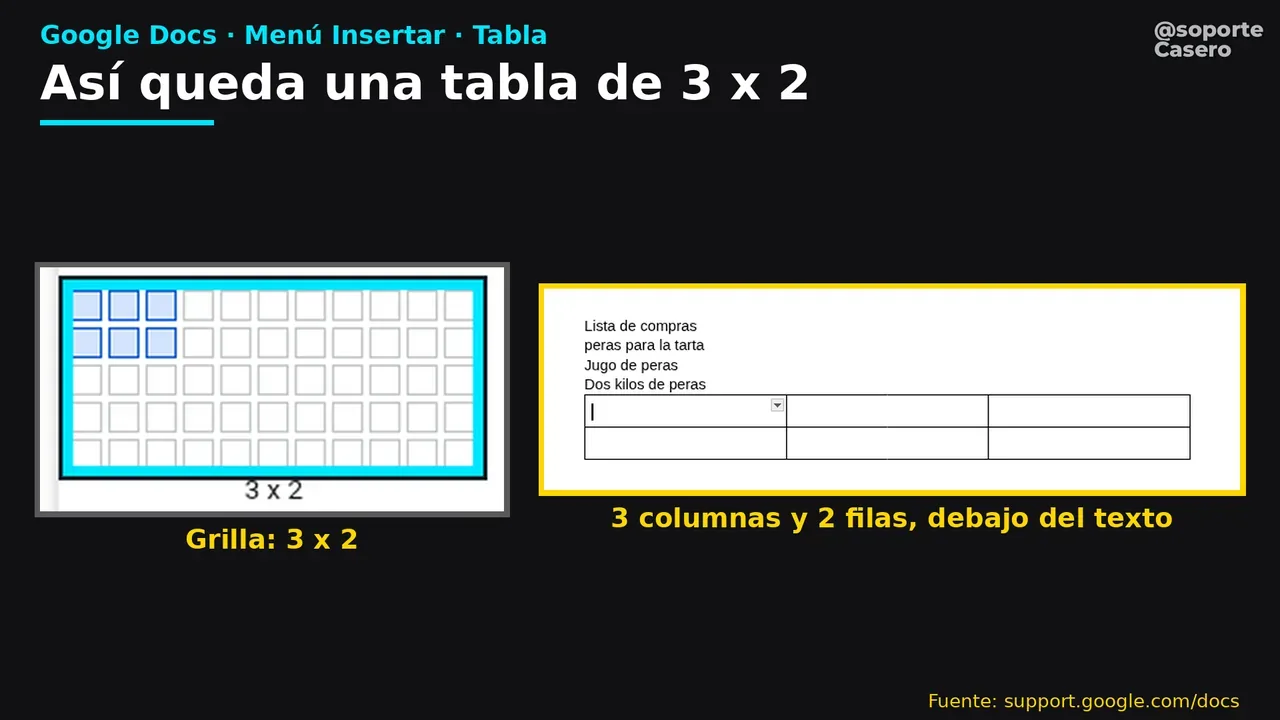 Google Docs · Menú Insertar · Tabla
@soporte
Casero
Así queda una tabla de 3 x 2
Lista de compras
peras para la tarta
Jugo de peras
Dos kilos de peras
3 x 2
Grilla: 3 x 2
3 columnas y 2 filas, debajo del texto
Fuente: support.google.com/docs